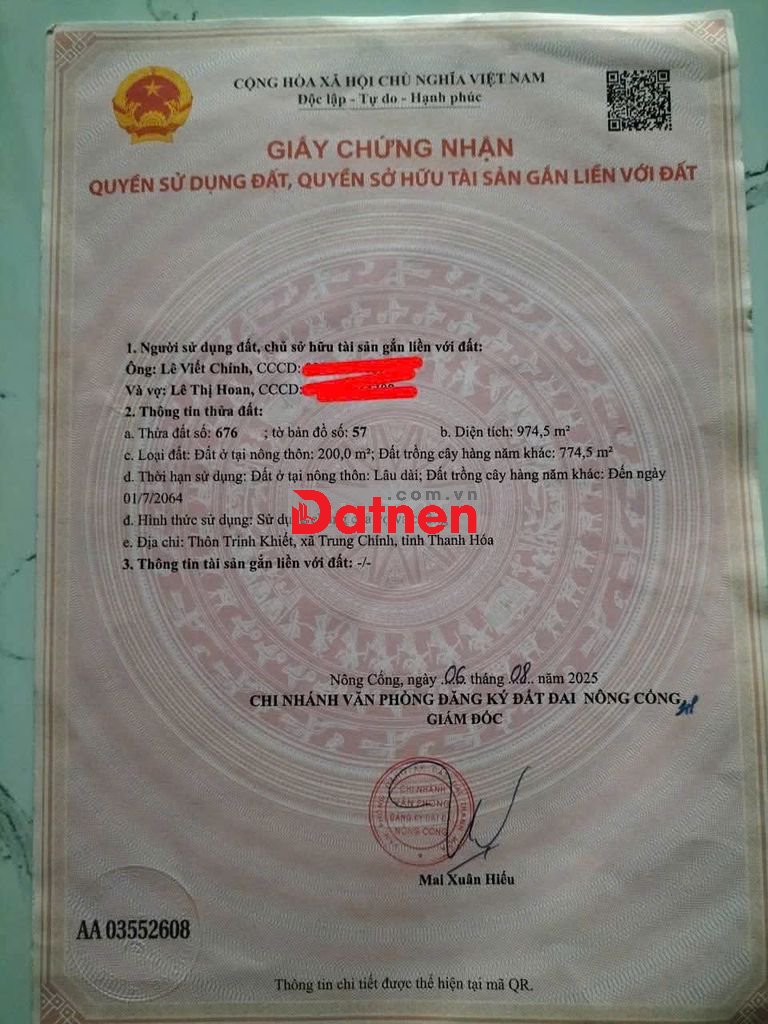 CỘNG HÒA XÃ HỘI CHỦ NGHĨA VIỆT NAM
Độc lập - Tự do - Hạnh phúc
GIẤY CHỨNG NHẬN
QUYỀN SỬ DỤNG ĐẤT, QUYỀN SỞ HỮU TÀI SẢN GẮN LIỀN VỚI ĐẤT
1. Người sử dụng đất, chủ sở hữu tài sản gắn liền với đất:
Ông: Lê Viết Chính, CCCD:
Và vợ: Lê Thị Hoan, CCCD:
2. Thông tin thửa đất:
a. Thửa đất số: 676 ; tờ bản đồ số: 57 b. Diện tích: 974,5 m²
c. Loại đất: Đất ở tại nông thôn: 200,0 m²; Đất trồng cây hàng năm khác: 774,5 m²
d. Thời hạn sử dụng: Đất ở tại nông thôn: Lâu dài; Đất trồng cây hàng năm khác: Đến ngày
01/7/2064
.com.vn
Datnen
đ. Hình thức sử dụng: Sử
e. Địa chỉ: Thôn Trinh Khiết, xã Trung Chính, tỉnh Thanh Hóa
3. Thông tin tài sản gắn liền với đất: -/-
Nông Cống, ngày .06. tháng .08.. năm 2025
CHI NHÁNH VĂN PHÒNG ĐĂNG KÝ ĐẤT ĐAI NÔNG CỐNG
GIÁM ĐỐC
CHI NHÁNH
VĂN PHÒNG
ĐĂNG KÝ ĐẤT Đ
NÔNG CỐNG
Mai Xuân Hiếu
AA 03552608
Thông tin chi tiết được thể hiện tại mã QR.